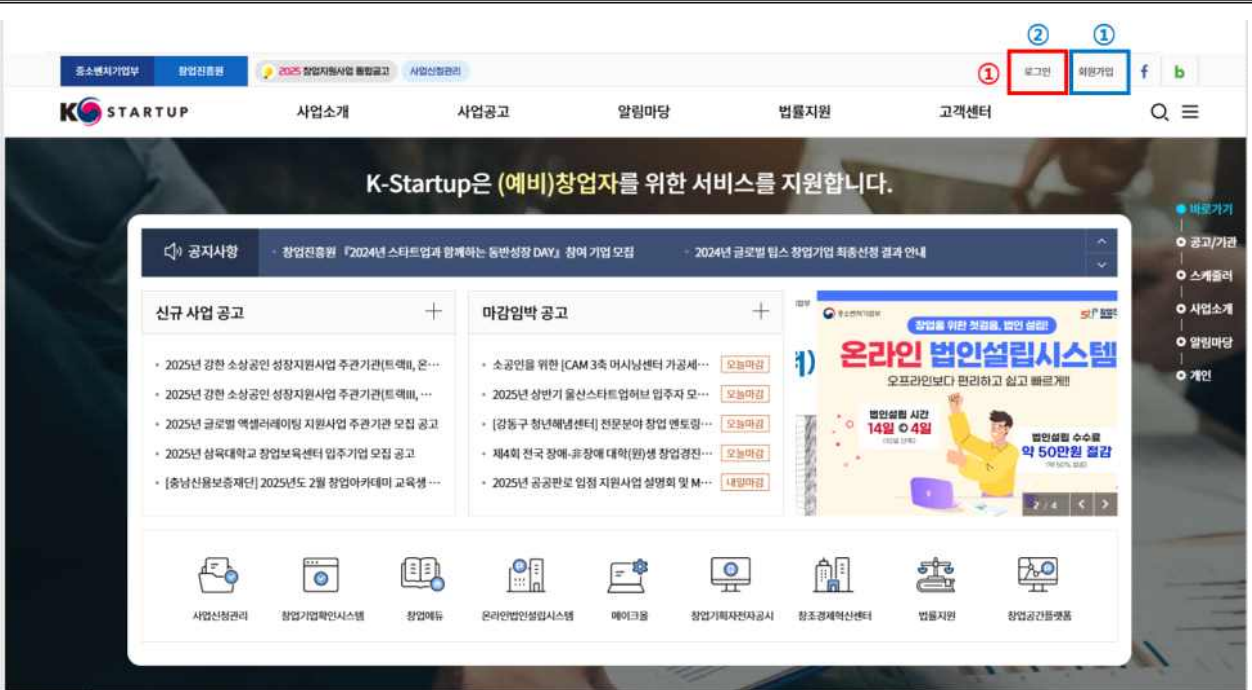 ② ①
중소벤처기업부 창업진흥원 2025 창업지원사업 통합공고 사업신청관리 ① 로그인 회원가입 f b
K STARTUP 사업소개 사업공고 알림마당 법률지원 고객센터
K-Startup은 (예비)창업자를 위한 서비스를 지원합니다.
바로가기
공고/기관
스케줄러
사업소개
알림마당
개인
공지사항 창업진흥원 『2024년 스타트업과 함께하는 동반성장 DAY』 참여 기업 모집 2024년 글로벌 팁스 창업기업 최종선정 결과 안내
신규 사업 공고
2025년 강한 소상공인 성장지원사업 주관기관(트랙II, 온…
2025년 강한 소상공인 성장지원사업 주관기관(트랙III, …
2025년 글로벌 액셀러레이팅 지원사업 주관기관 모집 공고
2025년 삼육대학교 창업보육센터 입주기업 모집 공고
[충남신용보증재단] 2025년도 2월 창업아카데미 교육생 …
마감임박 공고
소공인을 위한 [CAM 3축 머시닝센터 가공세… 오늘마감
2025년 상반기 울산스타트업허브 입주자 모… 오늘마감
[강동구 청년해냄센터] 전문분야 창업 멘토링… 오늘마감
제4회 전국 장애-非장애 대학(원)생 창업경진… 오늘마감
2025년 공공판로 입점 지원사업 설명회 및 M… 내일마감
중소벤처기업부
창업을 위한 첫걸음, 법인 설립!
온라인 법인설립시스템
오프라인보다 편리하고 쉽고 빠르게!!
법인설립 시간
14일 4일
법인설립 수수료
약 50만원 절감
2 / 4
사업신청관리 창업기업확인시스템 창업에듀 온라인법인설립시스템 메이크올 창업기획자전자공시 창조경제혁신센터 법률지원 창업공간플랫폼